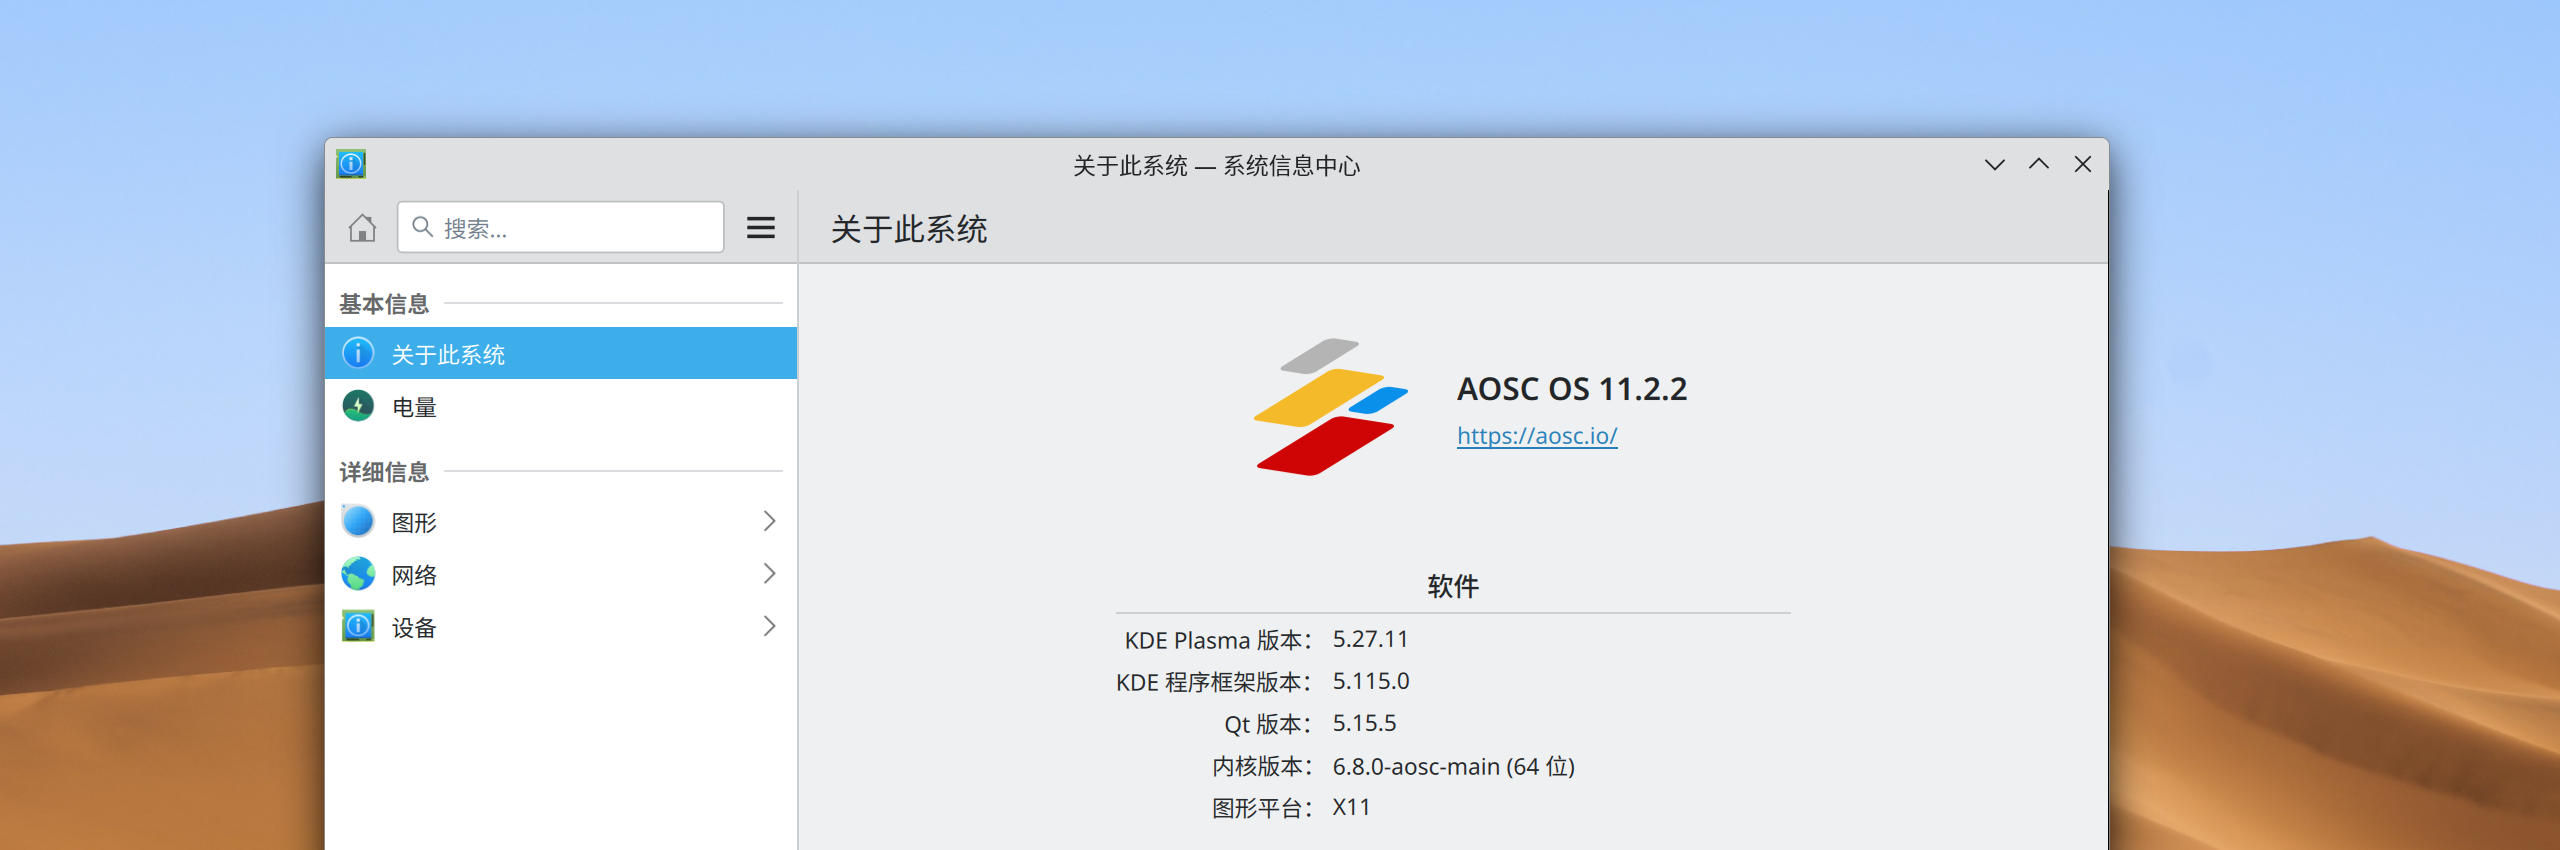 关于此系统 — 系统信息中心
搜索...
关于此系统
基本信息
关于此系统
电量
详细信息
图形
网络
设备
AOSC OS 11.2.2
https://aosc.io/
软件
KDE Plasma 版本： 5.27.11
KDE 程序框架版本： 5.115.0
Qt 版本： 5.15.5
内核版本： 6.8.0-aosc-main (64 位)
图形平台： X11